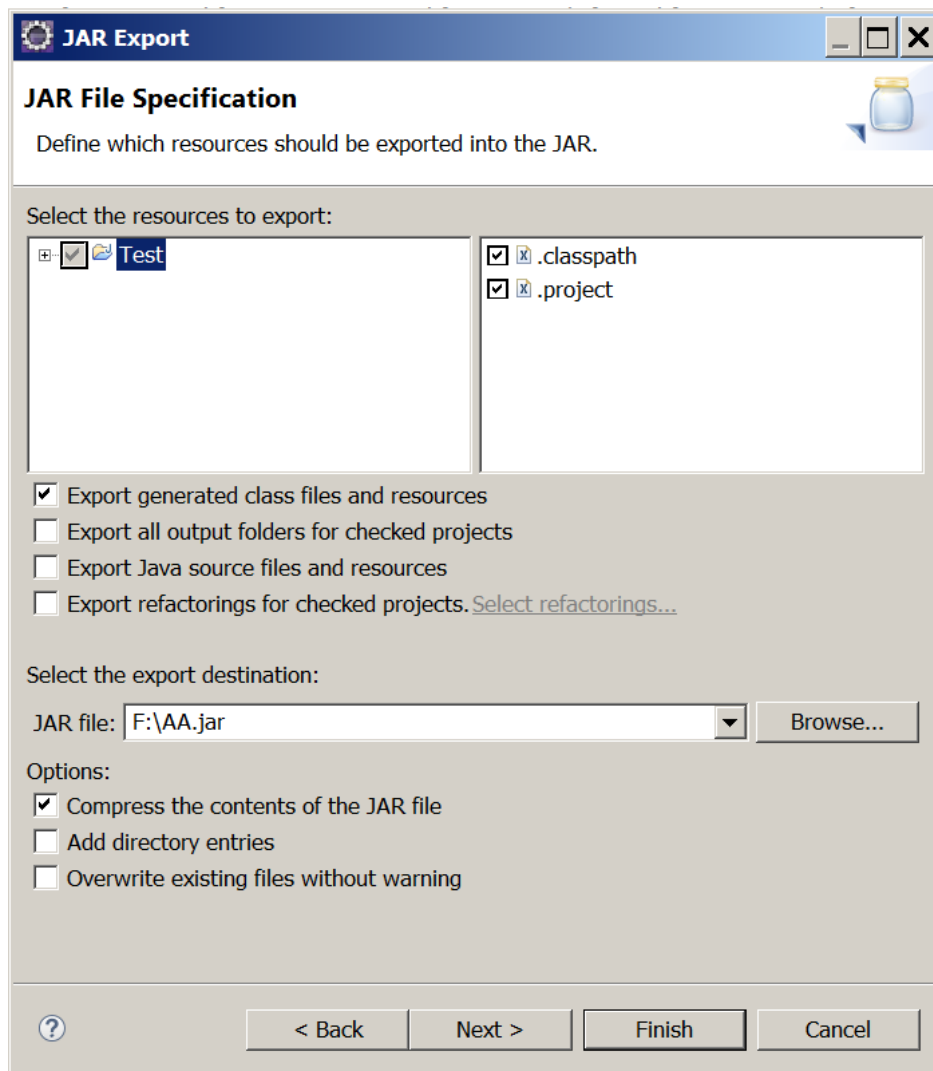 JAR Export
JAR File Specification
Define which resources should be exported into the JAR.
Select the resources to export:
Test
.classpath
.project
Export generated class files and resources
Export all output folders for checked projects
Export Java source files and resources
Export refactorings for checked projects. Select refactorings...
Select the export destination:
JAR file: F:\AA.jar Browse...
Options:
Compress the contents of the JAR file
Add directory entries
Overwrite existing files without warning
? < Back Next > Finish Cancel